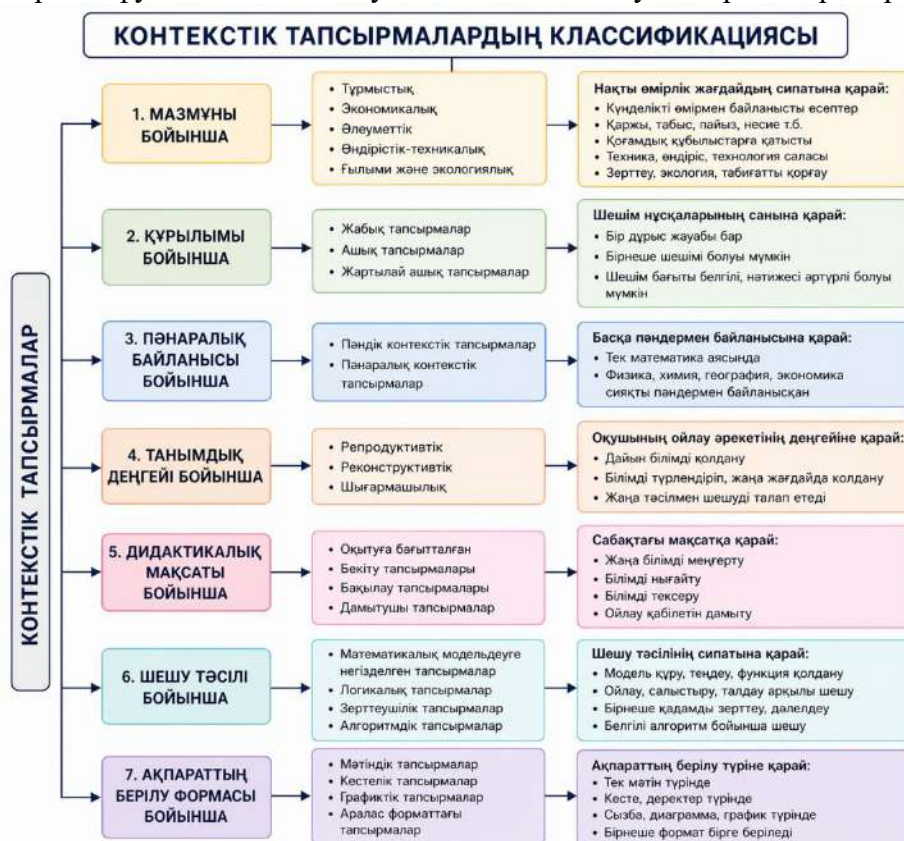 КОНТЕКСТІК ТАПСЫРМАЛАРДЫҢ КЛАССИФИКАЦИЯСЫ
КОНТЕКСТІК ТАПСЫРМАЛАР
1. МАЗМҰНЫ
БОЙЫНША
• Тұрмыстық
• Экономикалық
• Әлеуметтік
• Өндірістік-техникалық
• Ғылыми және экологиялық
Нақты өмірлік жағдайдың сипатына қарай:
• Күнделікті өмірмен байланысты есептер
• Қаржы, табыс, пайыз, несие т.б.
• Қоғамдық құбылыстарға қатысты
• Техника, өндіріс, технология саласы
• Зерттеу, экология, табиғатты қорғау
2. ҚҰРЫЛЫМЫ
БОЙЫНША
• Жабық тапсырмалар
• Ашық тапсырмалар
• Жартылай ашық тапсырмалар
Шешім нұсқаларының санына қарай:
• Бір дұрыс жауабы бар
• Бірнеше шешімі болуы мүмкін
• Шешім бағыты белгілі, нәтижесі әртүрлі болуы
мүмкін
3. ПӘНАРАЛЫҚ
БАЙЛАНЫСЫ
БОЙЫНША
• Пәндік контекстік тапсырмалар
• Пәнаралық контекстік
тапсырмалар
Басқа пәндермен байланысына қарай:
• Тек математика аясында
• Физика, химия, география, экономика
сияқты пәндермен байланысқан
4. ТАНЫМДЫҚ
ДЕҢГЕЙІ БОЙЫНША
• Репродуктивтік
• Реконструктивтік
• Шығармашылық
Оқушының ойлау әрекетінің деңгейіне қарай:
• Дайын білімді қолдану
• Білімді түрлендіріп, жаңа жағдайда колдану
• Жаңа тәсілмен шешуді талап етеді
5. ДИДАКТИКАЛЫҚ
МАҚСАТЫ
БОЙЫНША
• Оқытуға бағытталған
• Бекіту тапсырмалары
• Бақылау тапсырмалары
• Дамытушы тапсырмалар
Сабақтағы мақсатқа қарай:
• Жаңа білімді меңгерту
• Білімді нығайту
• Білімді тексеру
• Ойлау қабілетін дамыту
6. ШЕШУ ТӘСІЛІ
БОЙЫНША
• Математикалық модельдеуге
негізделген тапсырмалар
• Логикалық тапсырмалар
• Зерттеушілік тапсырмалар
• Алгоритмдік тапсырмалар
Шешу тәсілінің сипатына қарай:
• Модель құру, теңдеу, функция қолдану
• Ойлау, салыстыру, талдау арқылы шешу
• Бірнеше қадамды зерттеу, дәлелдеу
• Белгілі алгоритм бойынша шешу
7. АҚПАРАТТЫҢ
БЕРІЛУ ФОРМАСЫ
БОЙЫНША
• Мәтіндік тапсырмалар
• Кестелік тапсырмалар
• Графиктік тапсырмалар
• Аралас форматтағы
тапсырмалар
Ақпараттың берілу түріне қарай:
• Тек мәтін түрінде
• Кесте, деректер түрінде
• Сызба, диаграмма, график түрінде
• Бірнеше формат бірге беріледі